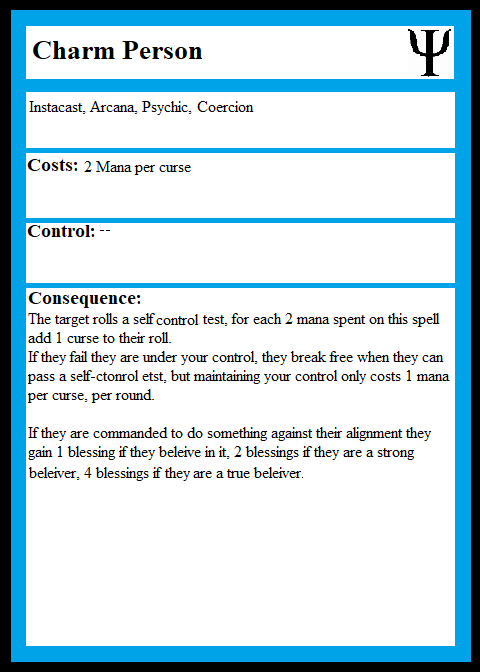 Charm Person Ψ
Instacast, Arcana, Psychic, Coercion
Costs: 2 Mana per curse
Control: --
Consequence:
The target rolls a self control test, for each 2 mana spent on this spell
add 1 curse to their roll.
If they fail they are under your control, they break free when they can
pass a self-ctonrol etst, but maintaining your control only costs 1 mana
per curse, per round.
If they are commanded to do something against their alignment they
gain 1 blessing if they beleive in it, 2 blessings if they are a strong
beleiver, 4 blessings if they are a true beleiver.